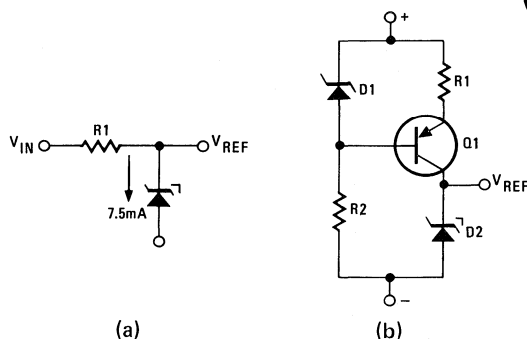 R1
V_IN
V_REF
7.5mA
(a)
+
D1
R1
Q1
V_REF
R2
D2
−
(b)